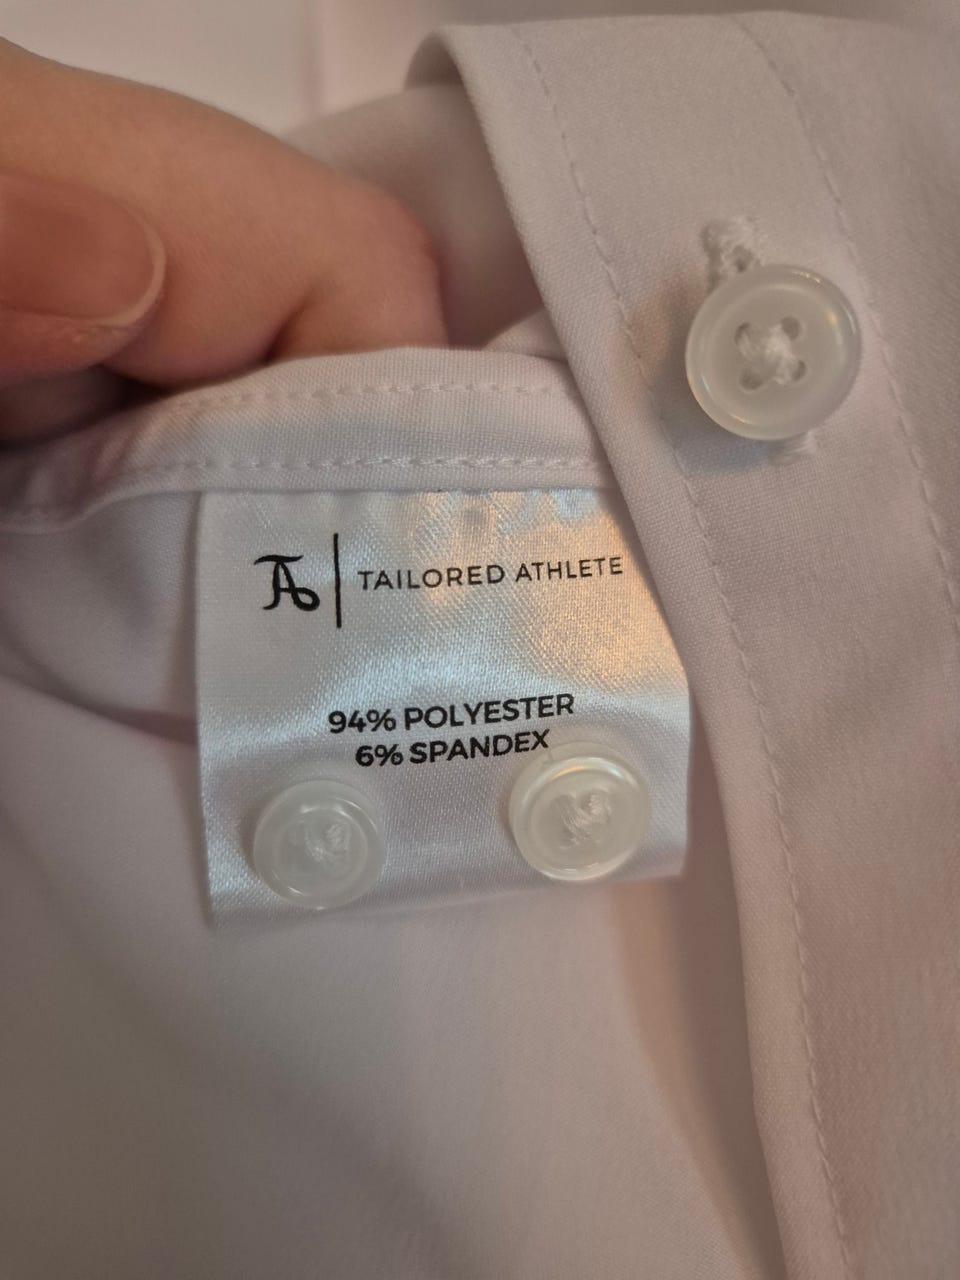 TA | TAILORED ATHLETE
94% POLYESTER
6% SPANDEX